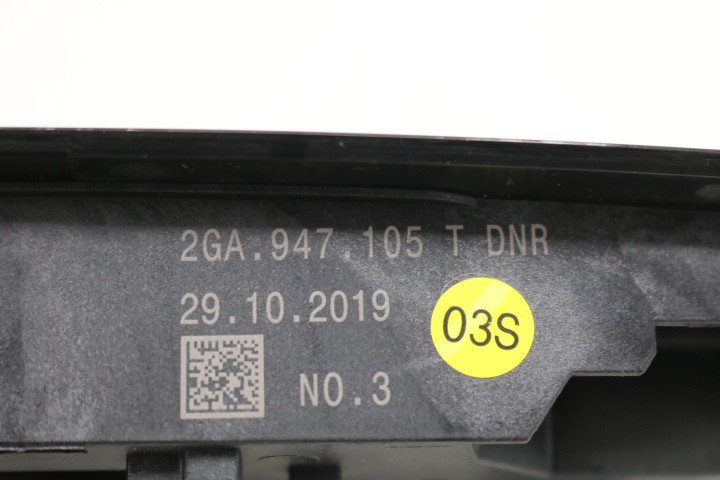 2GA.947 105 T DNR
29.10.2019
03S
NO.3